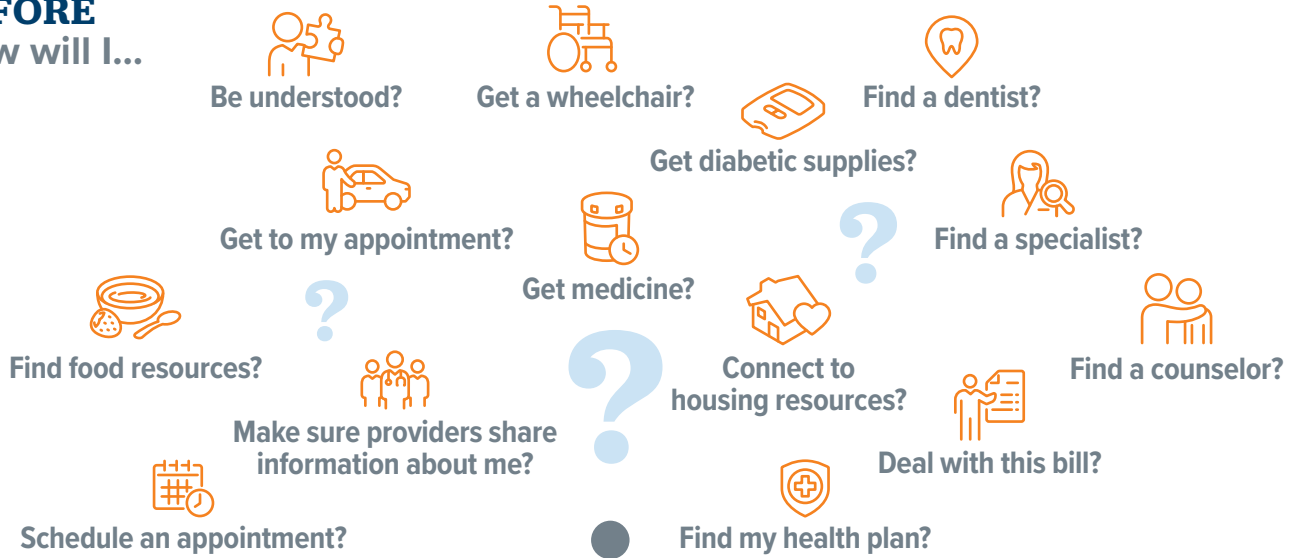 FORE
w will I...
Be understood?
Get a wheelchair?
Find a dentist?
Get diabetic supplies?
Get to my appointment?
Find a specialist?
Get medicine?
?
?
Find food resources?
Connect to
housing resources?
Find a counselor?
?
Make sure providers share
information about me?
Deal with this bill?
Schedule an appointment?
Find my health plan?